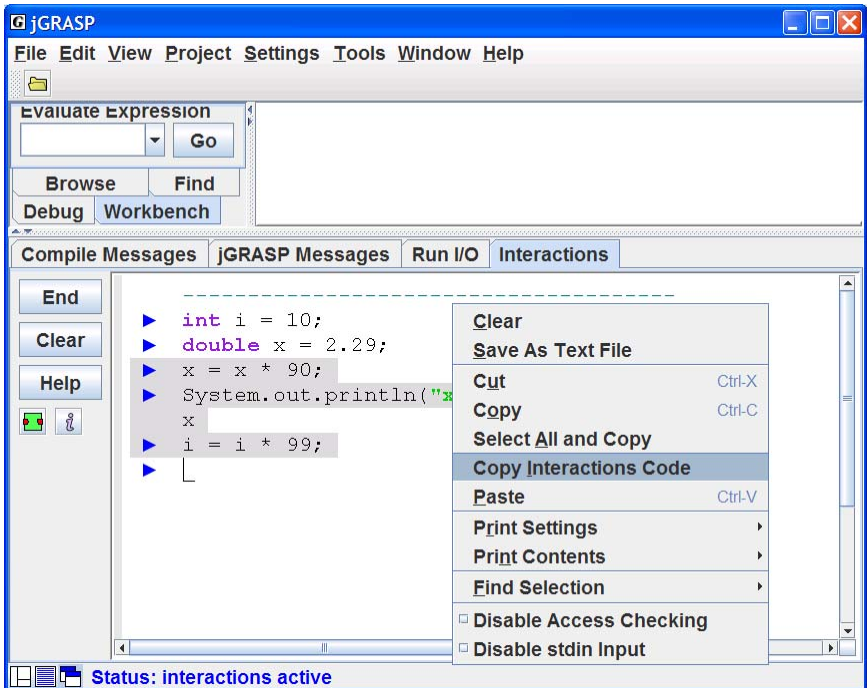 jGRASP
File Edit View Project Settings Tools Window Help
Evaluate Expression
Go
Browse Find
Debug Workbench
Compile Messages jGRASP Messages Run I/O Interactions
End
Clear
Help
int i = 10;
double x = 2.29;
x = x * 90;
System.out.println("x
x
i = i * 99;
Clear
Save As Text File
Cut Ctrl-X
Copy Ctrl-C
Select All and Copy
Copy Interactions Code
Paste Ctrl-V
Print Settings
Print Contents
Find Selection
Disable Access Checking
Disable stdin Input
Status: interactions active